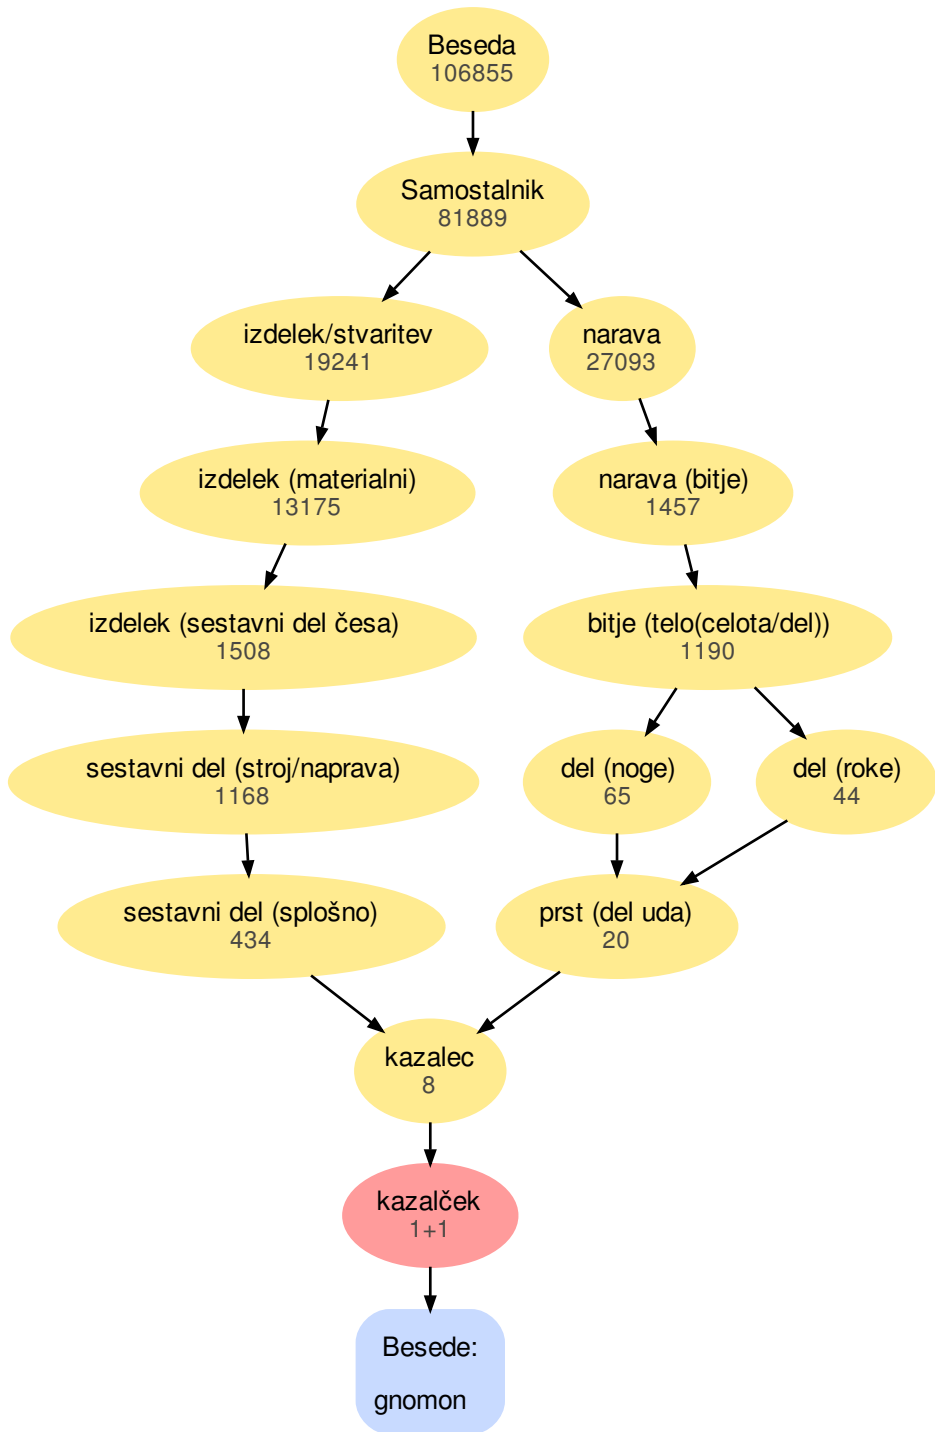 Beseda
106855
Samostalnik
81889
izdelek/stvaritev
19241
narava
27093
izdelek (materialni)
13175
narava (bitje)
1457
izdelek (sestavni del česa)
1508
bitje (telo(celota/del))
1190
sestavni del (stroj/naprava)
1168
del (noge)
65
del (roke)
44
sestavni del (splošno)
434
prst (del uda)
20
kazalec
8
kazalček
1+1
Besede:
gnomon